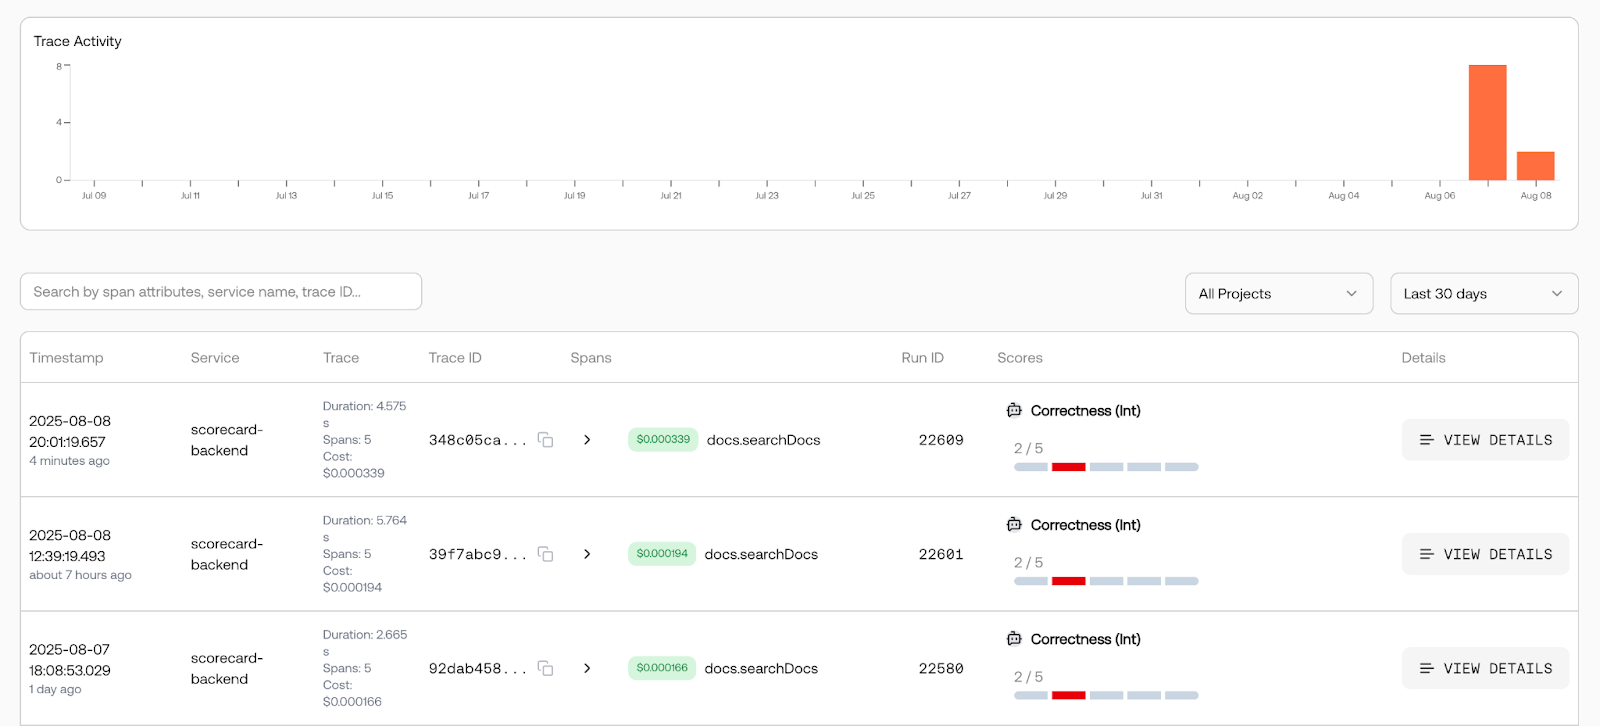 Trace Activity
8
4
0
Jul 09 Jul 11 Jul 13 Jul 15 Jul 17 Jul 19 Jul 21 Jul 23 Jul 25 Jul 27 Jul 29 Jul 31 Aug 02 Aug 04 Aug 06 Aug 08
Search by span attributes, service name, trace ID...
All Projects
Last 30 days
Timestamp Service Trace Trace ID Spans Run ID Scores Details
2025-08-08
20:01:19.657
4 minutes ago
scorecard-
backend
Duration: 4.575
s
Spans: 5
Cost:
$0.000339
348c05ca...
$0.000339 docs.searchDocs
22609
Correctness (Int)
2 / 5
VIEW DETAILS
2025-08-08
12:39:19.493
about 7 hours ago
scorecard-
backend
Duration: 5.764
s
Spans: 5
Cost:
$0.000194
39f7abc9...
$0.000194 docs.searchDocs
22601
Correctness (Int)
2 / 5
VIEW DETAILS
2025-08-07
18:08:53.029
1 day ago
scorecard-
backend
Duration: 2.665
s
Spans: 5
Cost:
$0.000166
92dab458...
$0.000166 docs.searchDocs
22580
Correctness (Int)
2 / 5
VIEW DETAILS